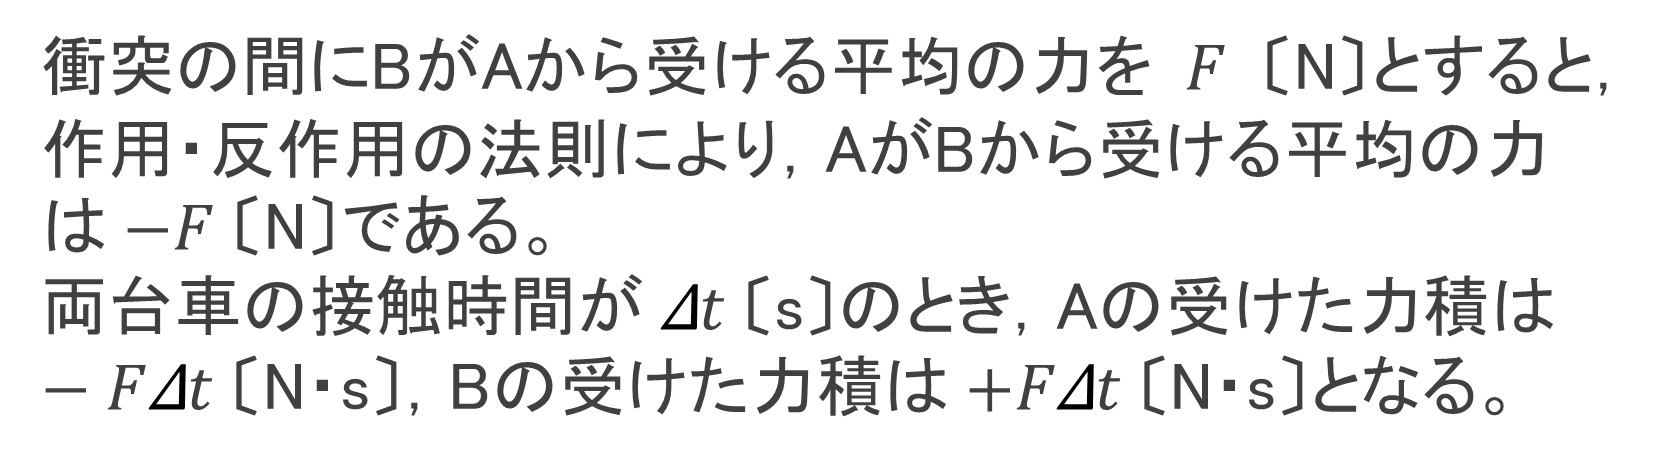 衝突の間にBがAから受ける平均の力を F 〔N〕とすると,
作用・反作用の法則により, AがBから受ける平均の力
は −F〔N〕である。
両台車の接触時間が Δt〔s〕のとき, Aの受けた力積は
− FΔt〔N・s〕, Bの受けた力積は +FΔt〔N・s〕となる。